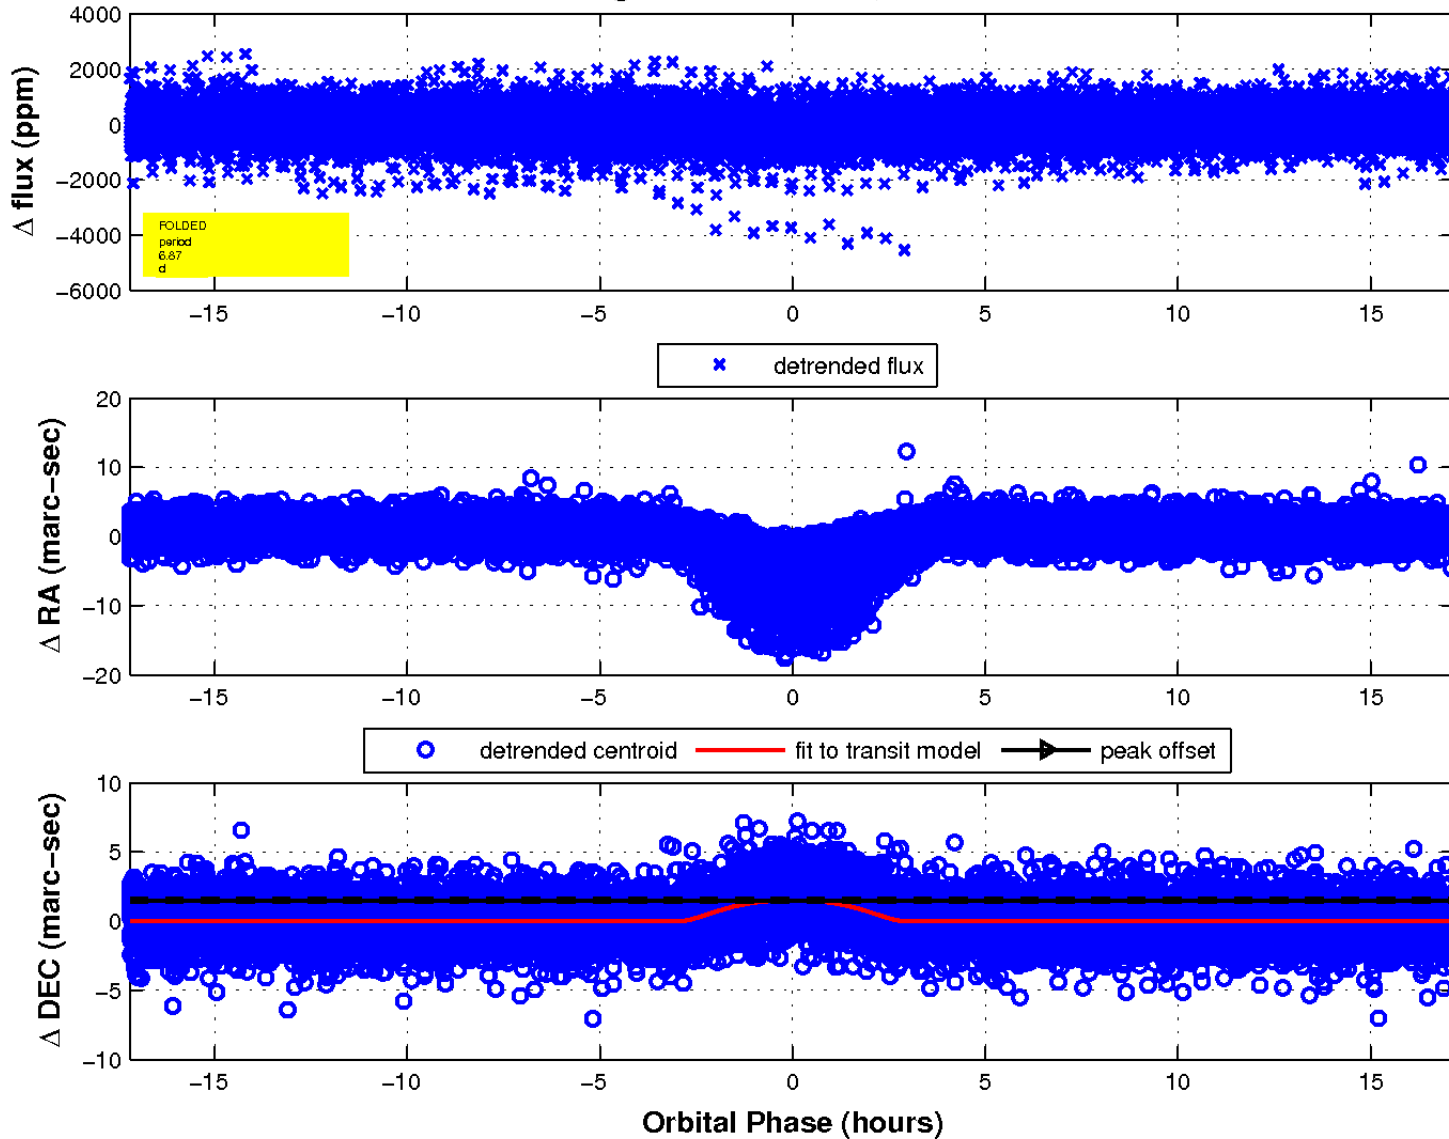 4000
2000
0
−2000
−4000
−6000
Δ flux (ppm)
FOLDED
period
6.87
d
−15 −10 −5 0 5 10 15
detrended flux
20
10
0
−10
−20
Δ RA (marc−sec)
−15 −10 −5 0 5 10 15
detrended centroid fit to transit model peak offset
10
5
0
−5
−10
Δ DEC (marc−sec)
−15 −10 −5 0 5 10 15
Orbital Phase (hours)